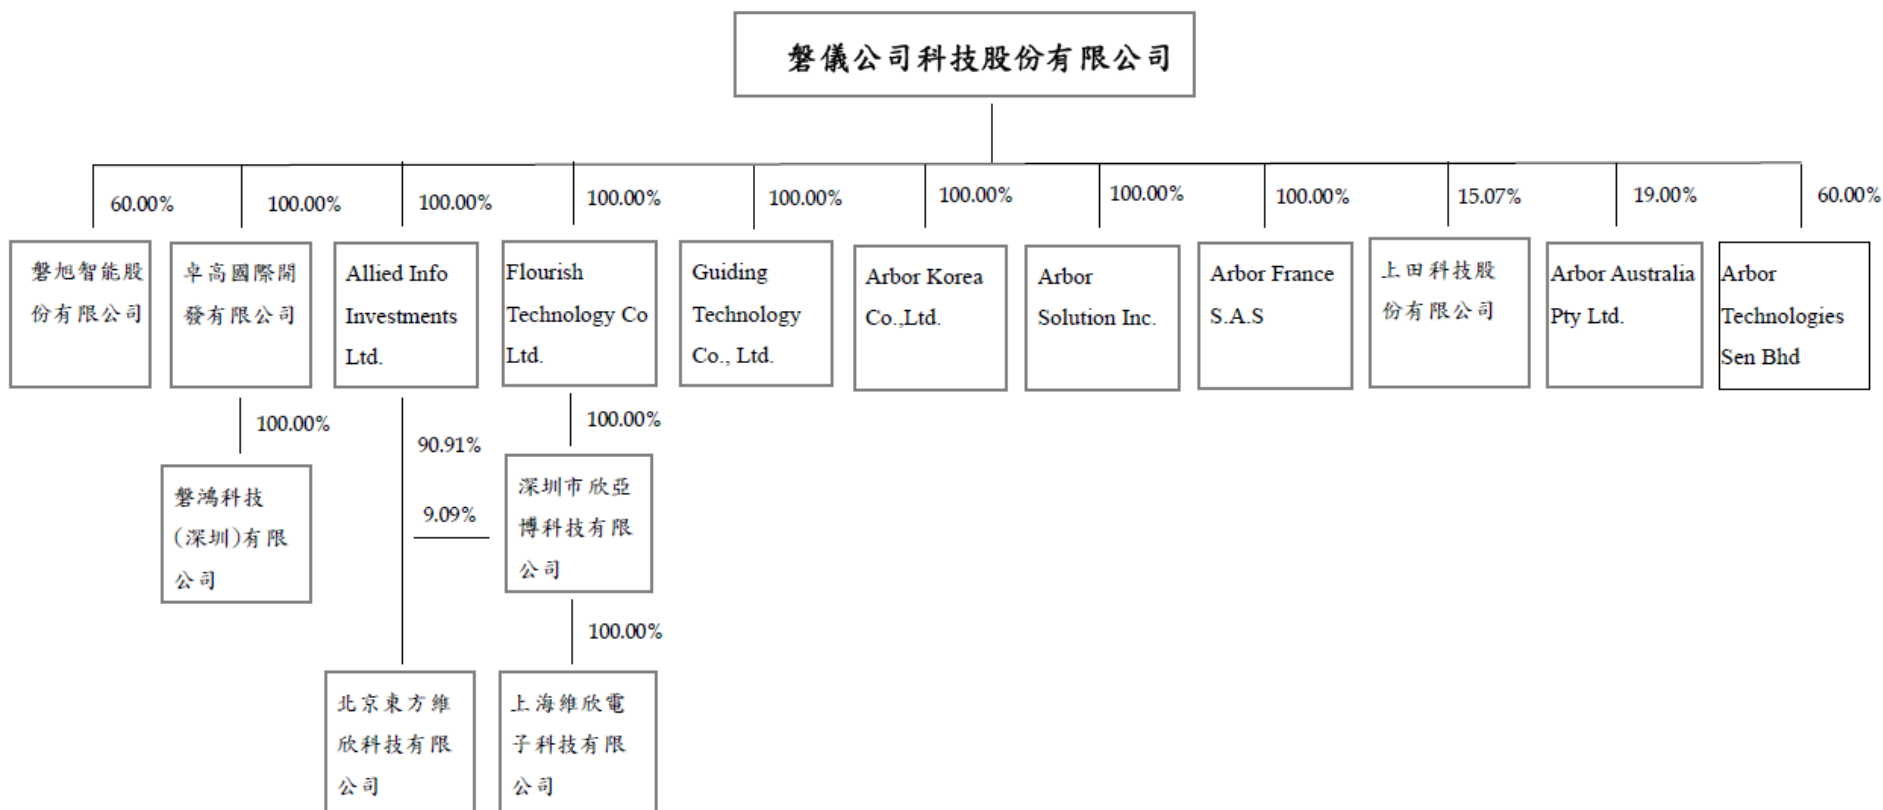 磐儀公司科技股份有限公司
60.00%
100.00%
100.00%
100.00%
100.00%
100.00%
100.00%
100.00%
15.07%
19.00%
60.00%
磐旭智能股
份有限公司
卓高國際開
發有限公司
Allied Info
Investments
Ltd.
Flourish
Technology Co
Ltd.
Guiding
Technology
Co., Ltd.
Arbor Korea
Co.,Ltd.
Arbor
Solution Inc.
Arbor France
S.A.S
上田科技股
份有限公司
Arbor Australia
Pty Ltd.
Arbor
Technologies
Sen Bhd
100.00%
90.91%
100.00%
9.09%
磐鴻科技
(深圳)有限
公司
深圳市欣亞
博科技有限
公司
100.00%
北京東方維
欣科技有限
公司
上海維欣電
子科技有限
公司